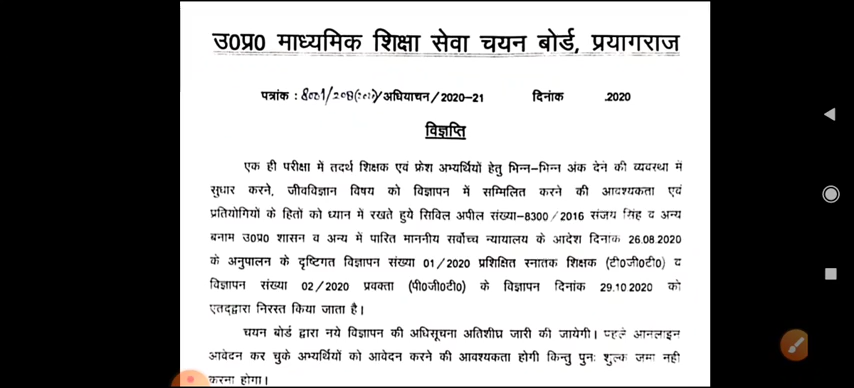 उ0प्र0 माध्यमिक शिक्षा सेवा चयन बोर्ड, प्रयागराज
पत्रांक : /अधियाचन/2020-21 दिनांक .2020
विज्ञप्ति
एक ही परीक्षा में तदर्थ शिक्षक एवं फ्रेश अभ्यर्थियों हेतु भिन्न-भिन्न अंक देने की व्यवस्था में
सुधार करने, जीवविज्ञान विषय को विज्ञापन में सम्मिलित करने की आवश्यकता एवं
प्रतियोगियों के हितों को ध्यान में रखते हुये सिविल अपील संख्या-8300/2016 संजय सिंह व अन्य
बनाम उ0प्र0 शासन व अन्य में पारित माननीय सर्वोच्च न्यायालय के आदेश दिनांक 26.08.2020
के अनुपालन के दृष्टिगत विज्ञापन संख्या 01/2020 प्रशिक्षित स्नातक शिक्षक (टी0जी0टी0) व
विज्ञापन संख्या 02/2020 प्रवक्ता (पी0जी0टी0) के विज्ञापन दिनांक 29.10.2020 को
एतद्द्वारा निरस्त किया जाता है।
चयन बोर्ड द्वारा नये विज्ञापन की अधिसूचना अतिशीघ्र जारी की जायेगी। पहले आनलाइन
आवेदन कर चुके अभ्यर्थियों को आवेदन करने की आवश्यकता होगी किन्तु पुनः शुल्क जमा नही
करना होगा।